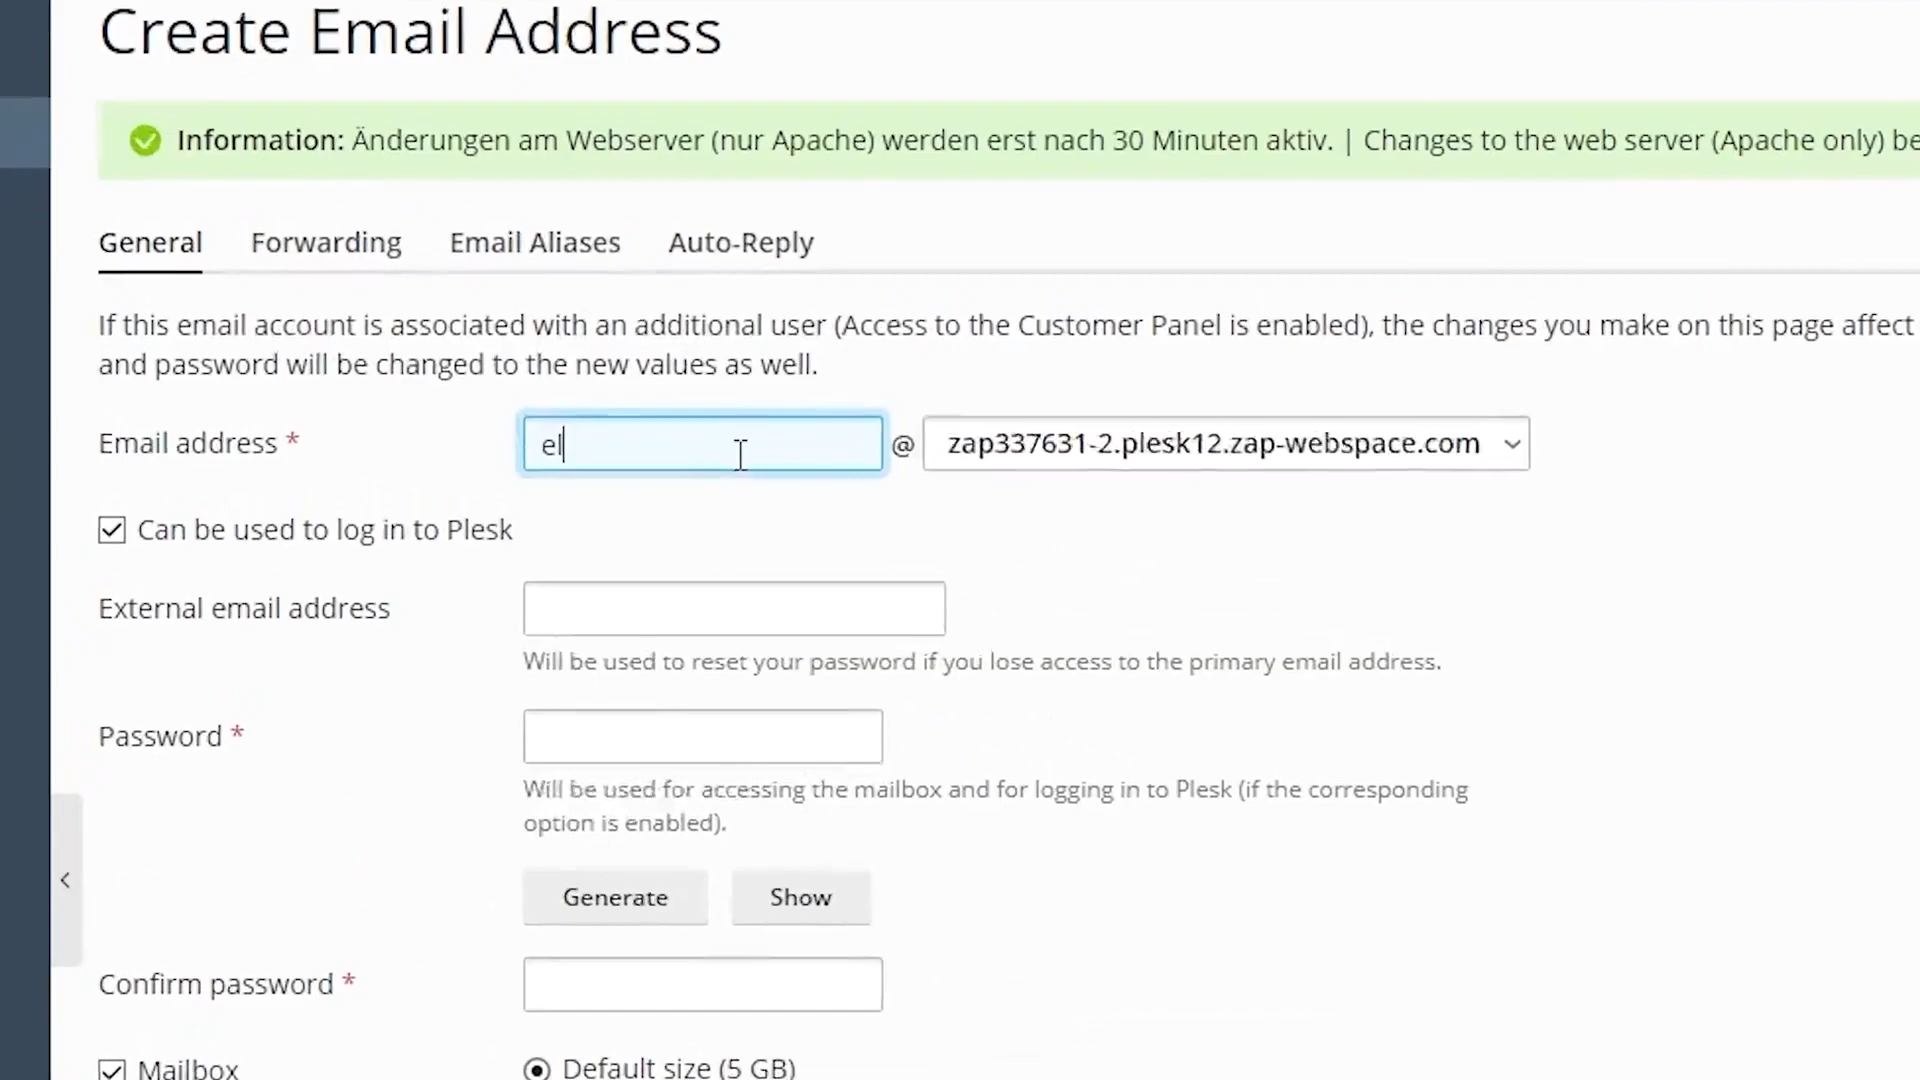 Create Email Address
Information: Änderungen am Webserver (nur Apache) werden erst nach 30 Minuten aktiv. | Changes to the web server (Apache only) be
General Forwarding Email Aliases Auto-Reply
If this email account is associated with an additional user (Access to the Customer Panel is enabled), the changes you make on this page affect
and password will be changed to the new values as well.
Email address * el @ zap337631-2.plesk12.zap-webspace.com
Can be used to log in to Plesk
External email address
Will be used to reset your password if you lose access to the primary email address.
Password *
Will be used for accessing the mailbox and for logging in to Plesk (if the corresponding
option is enabled).
Generate Show
Confirm password *
Mailbox Default size (5 GB)